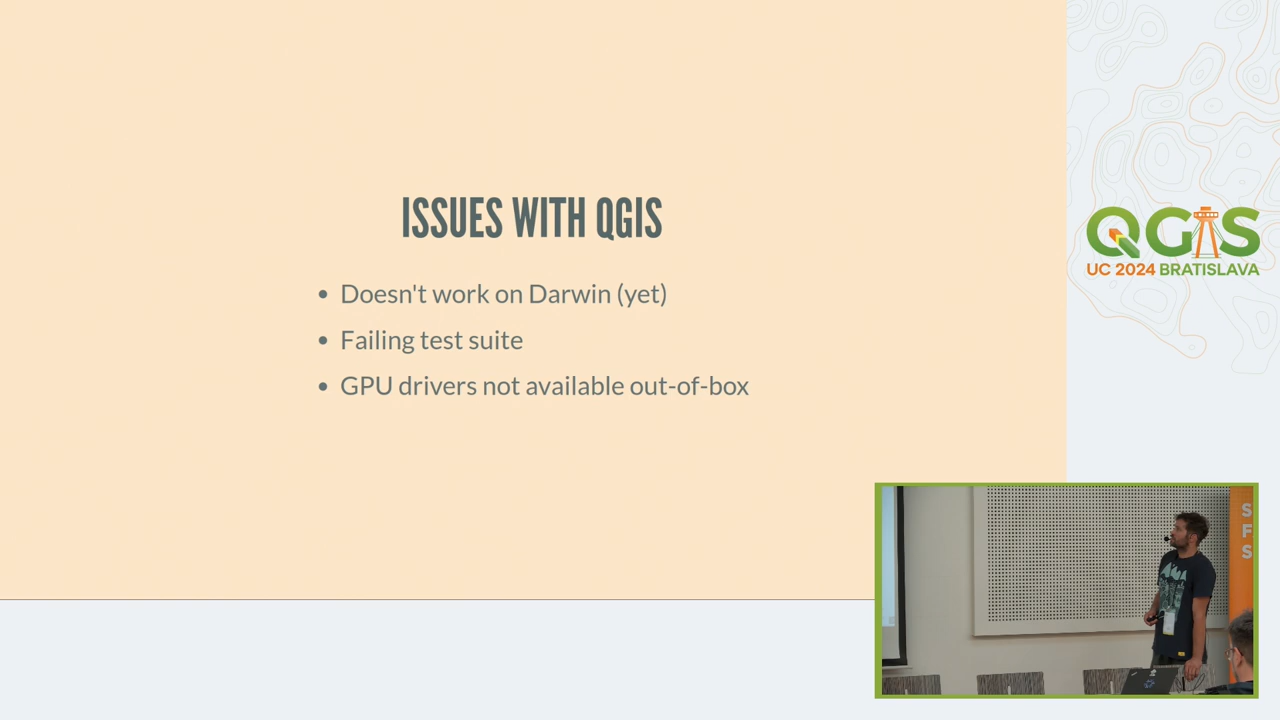 ISSUES WITH QGIS
Doesn't work on Darwin (yet)
Failing test suite
GPU drivers not available out-of-box
QGIS
UC 2024 BRATISLAVA
S
F
S